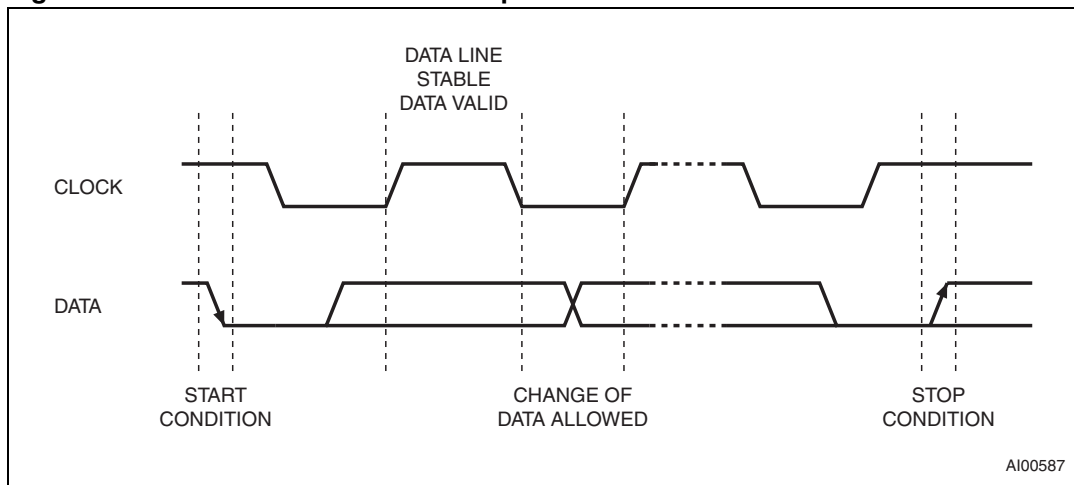 DATA LINE
STABLE
DATA VALID
CLOCK
DATA
START
CONDITION
CHANGE OF
DATA ALLOWED
STOP
CONDITION
AI00587